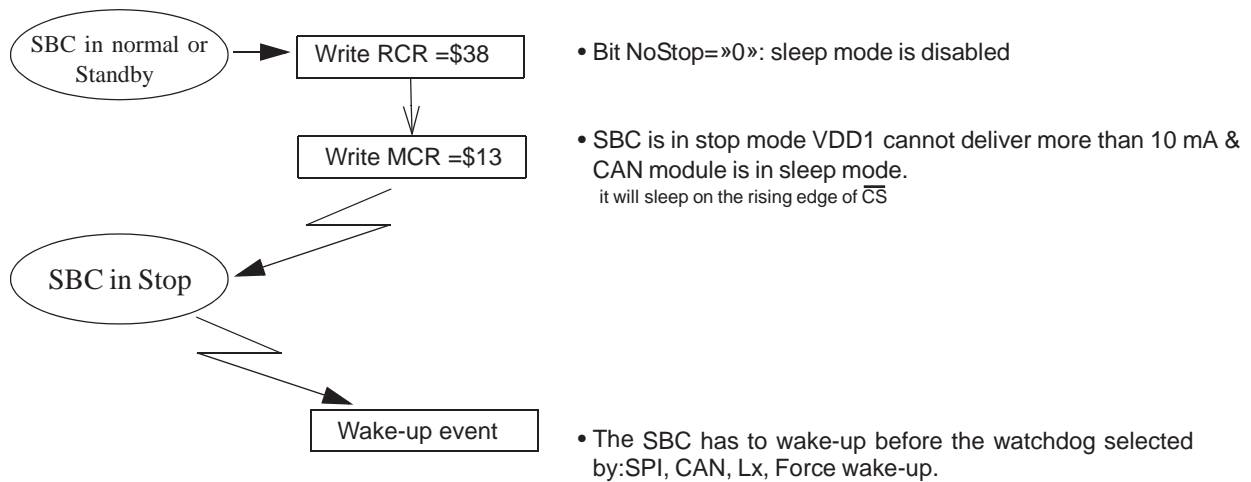 SBC in normal or
Standby
Write RCR =$38
• Bit NoStop=»0»: sleep mode is disabled
Write MCR =$13
• SBC is in stop mode VDD1 cannot deliver more than 10 mA &
CAN module is in sleep mode.
it will sleep on the rising edge of C̅S̅
SBC in Stop
Wake-up event
• The SBC has to wake-up before the watchdog selected
by:SPI, CAN, Lx, Force wake-up.